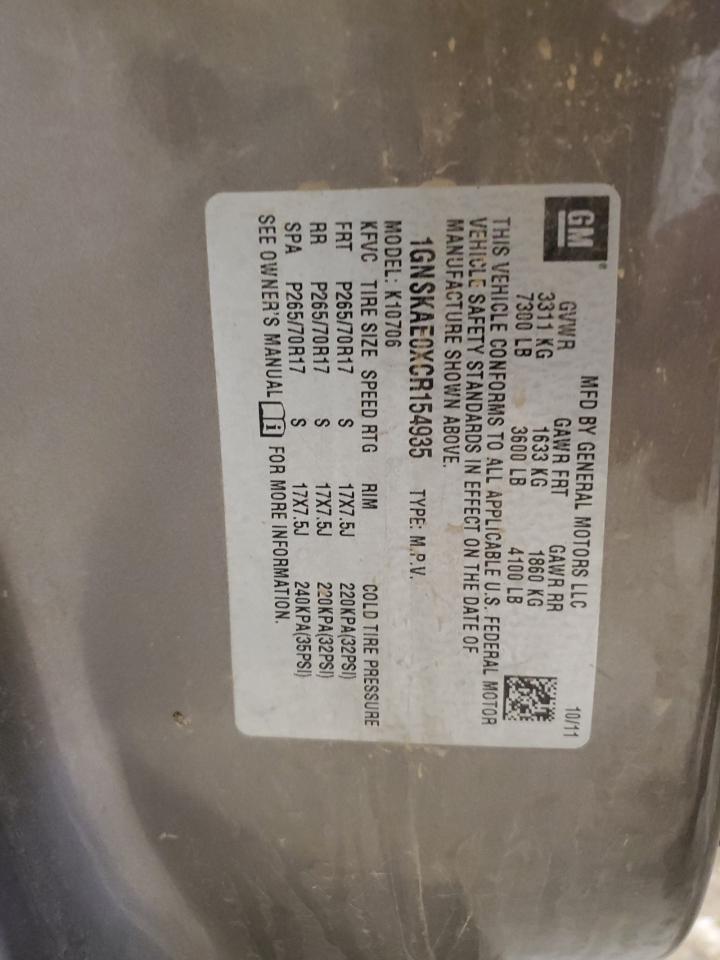 GM
MFD BY GENERAL MOTORS LLC 10/11
GVWR GAWR FRT GAWR RR
3311 KG 1633 KG 1860 KG
7300 LB 3600 LB 4100 LB
THIS VEHICLE CONFORMS TO ALL APPLICABLE U.S. FEDERAL MOTOR
VEHICLE SAFETY STANDARDS IN EFFECT ON THE DATE OF
MANUFACTURE SHOWN ABOVE.
1GNSKAE0XCR154935 TYPE: M.P.V.
MODEL: K10706
KFVC TIRE SIZE SPEED RTG RIM COLD TIRE PRESSURE
FRT P265/70R17 S 17X7.5J 220KPA(32PSI)
RR P265/70R17 S 17X7.5J 220KPA(32PSI)
SPA P265/70R17 S 17X7.5J 240KPA(35PSI)
SEE OWNER'S MANUAL i FOR MORE INFORMATION.